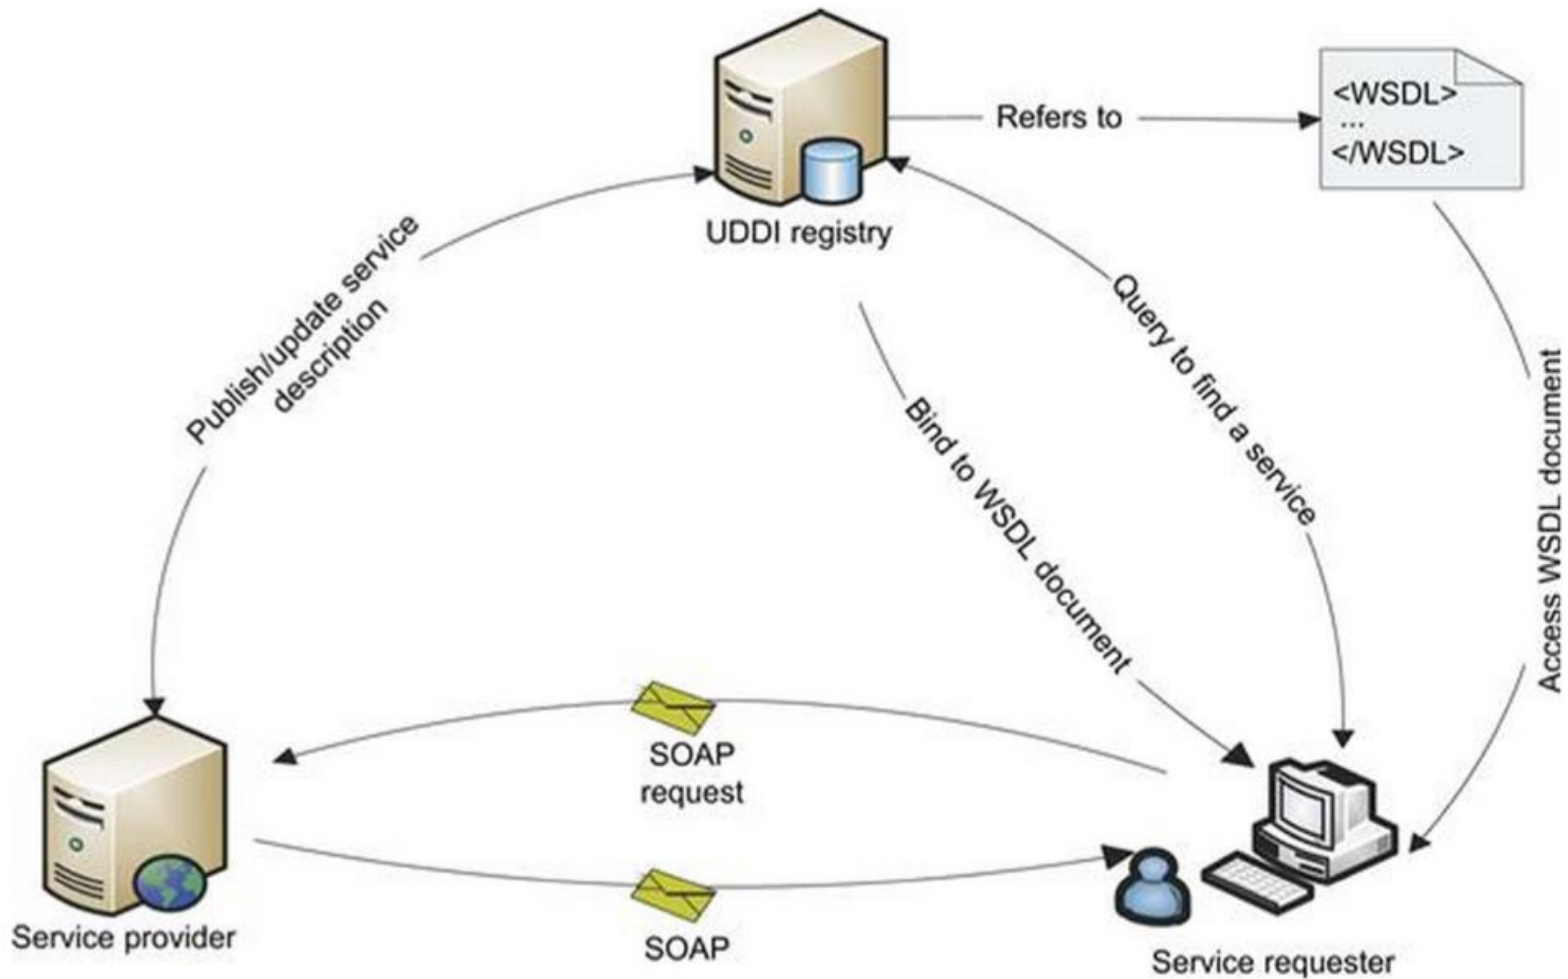 Refers to
<WSDL>
...
</WSDL>
UDDI registry
Publish/update service
description
Query to find a service
Bind to WSDL document
Access WSDL document
SOAP
request
SOAP
Service provider
Service requester